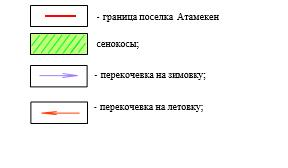 - граница поселка Атамекен
сенокосы;
- перекочевка на зимовку;
- перекочевка на летовку;